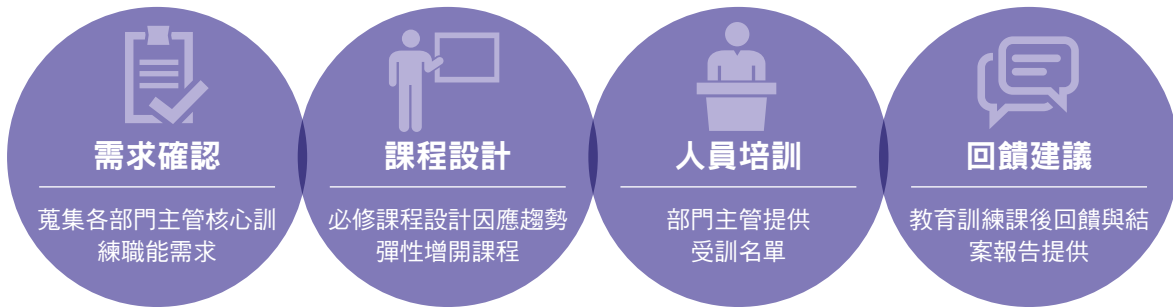 需求確認
蒐集各部門主管核心訓
練職能需求
課程設計
必修課程設計因應趨勢
彈性增開課程
人員培訓
部門主管提供
受訓名單
回饋建議
教育訓練課後回饋與結
案報告提供